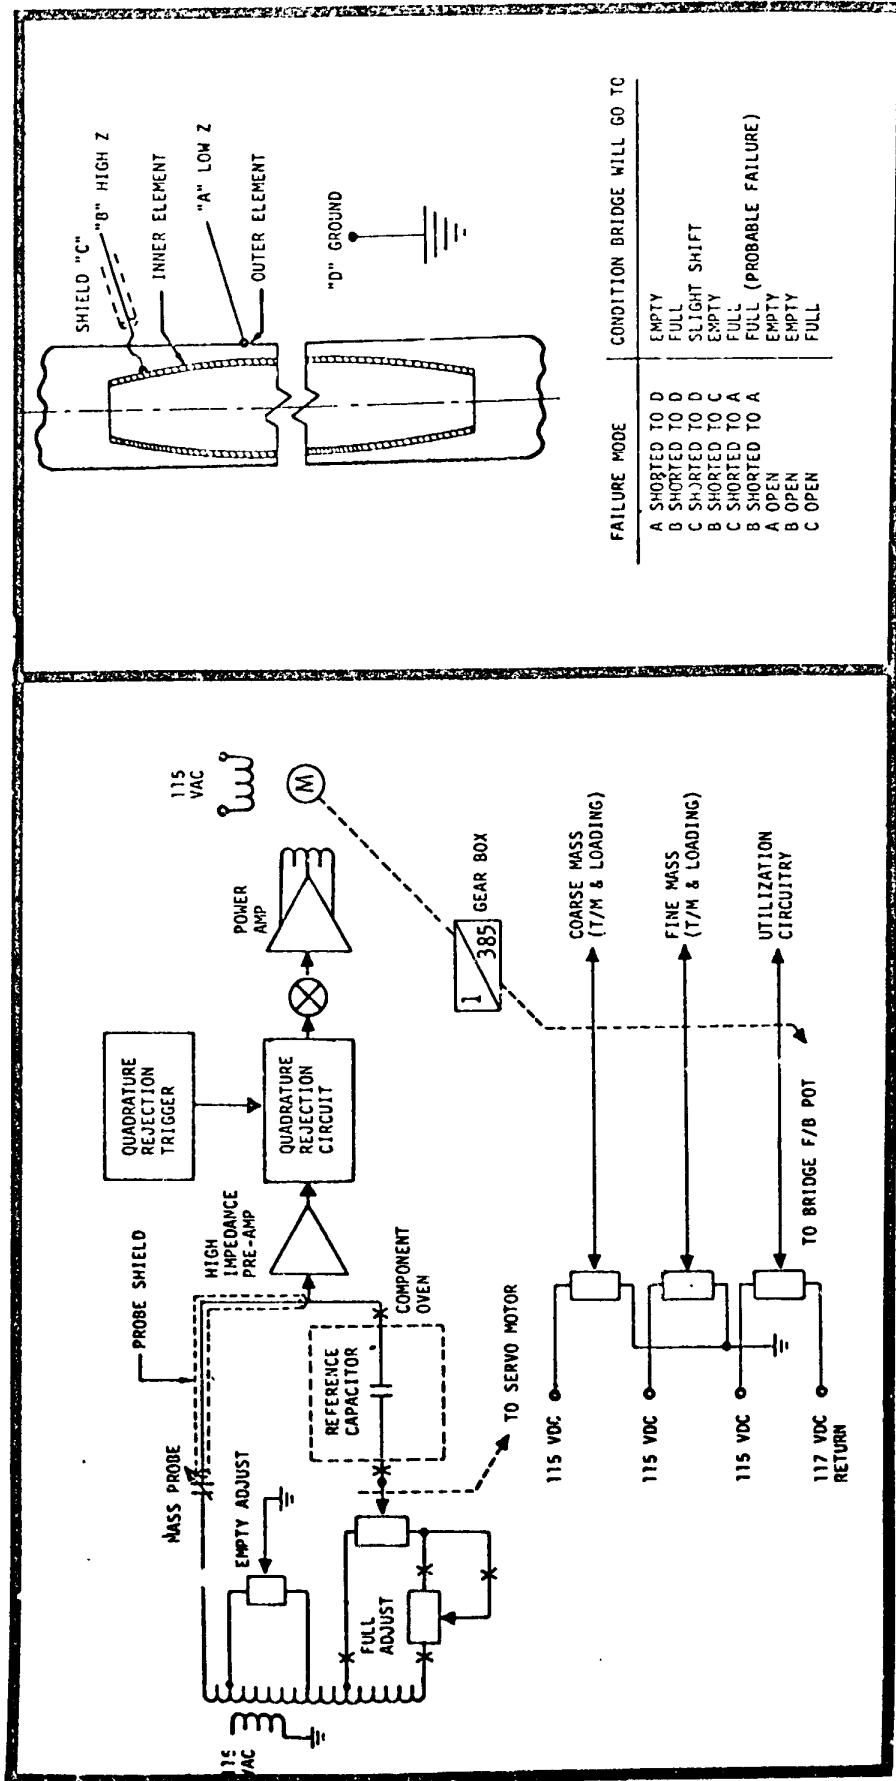 115
VAC
MASS PROBE
PROBE SHIELD
EMPTY ADJUST
FULL
ADJUST
REFERENCE
CAPACITOR
COMPONENT
OVEN
HIGH
IMPEDANCE
PRE-AMP
QUADRATURE
REJECTION
TRIGGER
QUADRATURE
REJECTION
CIRCUIT
POWER
AMP
115
VAC
M
1
385
GEAR BOX
TO SERVO MOTOR
115 VDC
115 VDC
115 VDC
117 VDC
RETURN
TO BRIDGE F/B POT
COARSE MASS
(T/M & LOADING)
FINE MASS
(T/M & LOADING)
UTILIZATION
CIRCUITRY
SHIELD "C"
"B" HIGH Z
INNER ELEMENT
"A" LOW Z
OUTER ELEMENT
"D" GROUND
FAILURE MODE CONDITION BRIDGE WILL GO TO
A SHORTED TO D EMPTY
B SHORTED TO D FULL
C SHORTED TO D SLIGHT SHIFT
B SHORTED TO C EMPTY
C SHORTED TO A FULL
B SHORTED TO A FULL (PROBABLE FAILURE)
A OPEN EMPTY
B OPEN EMPTY
C OPEN FULL